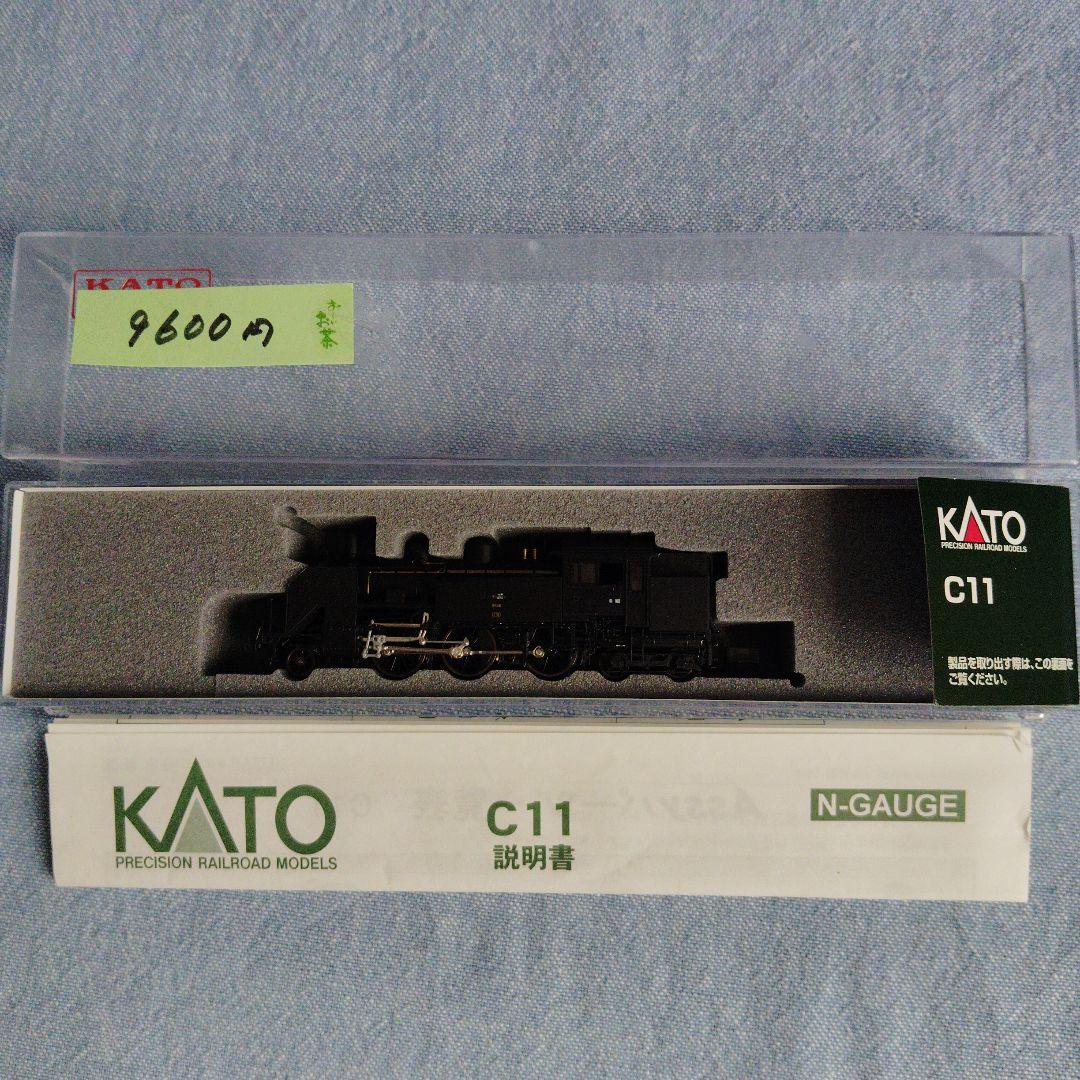 KATO
9600円
お茶
KATO
PRECISION RAILROAD MODELS
C11
製品を取り出す際は、この裏面を
ご覧ください。
KATO
PRECISION RAILROAD MODELS
C11
説明書
N-GAUGE